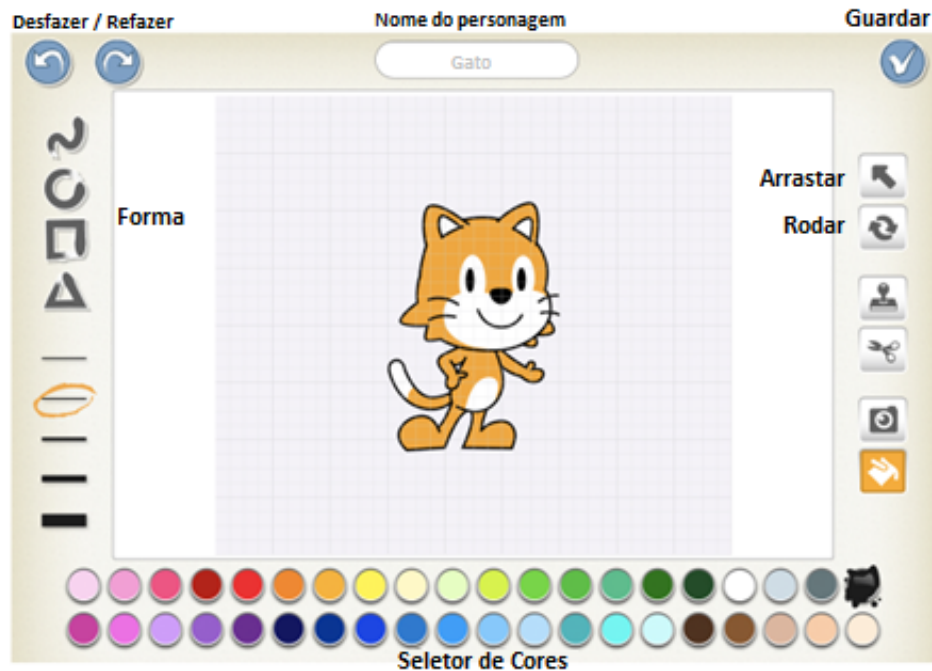 Desfazer / Refazer
Nome do personagem
Guardar
Gato
Arrastar
Forma
Rodar
Seletor de Cores